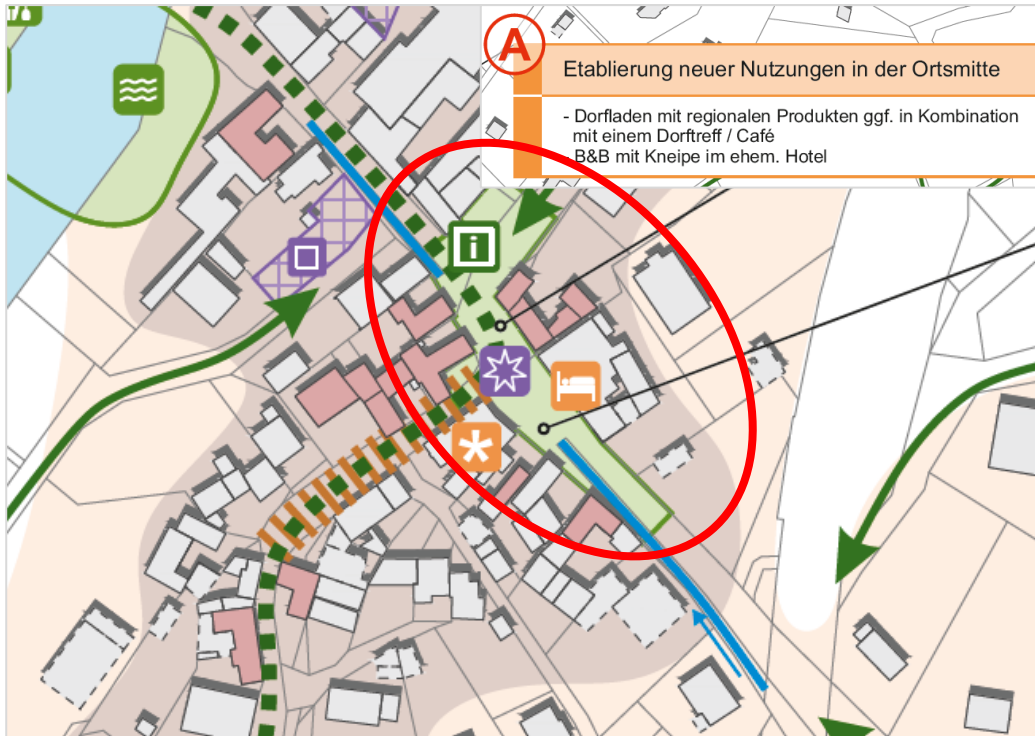 A
Etablierung neuer Nutzungen in der Ortsmitte
- Dorfladen mit regionalen Produkten ggf. in Kombination
mit einem Dorftreff / Café
- B&B mit Kneipe im ehem. Hotel
i